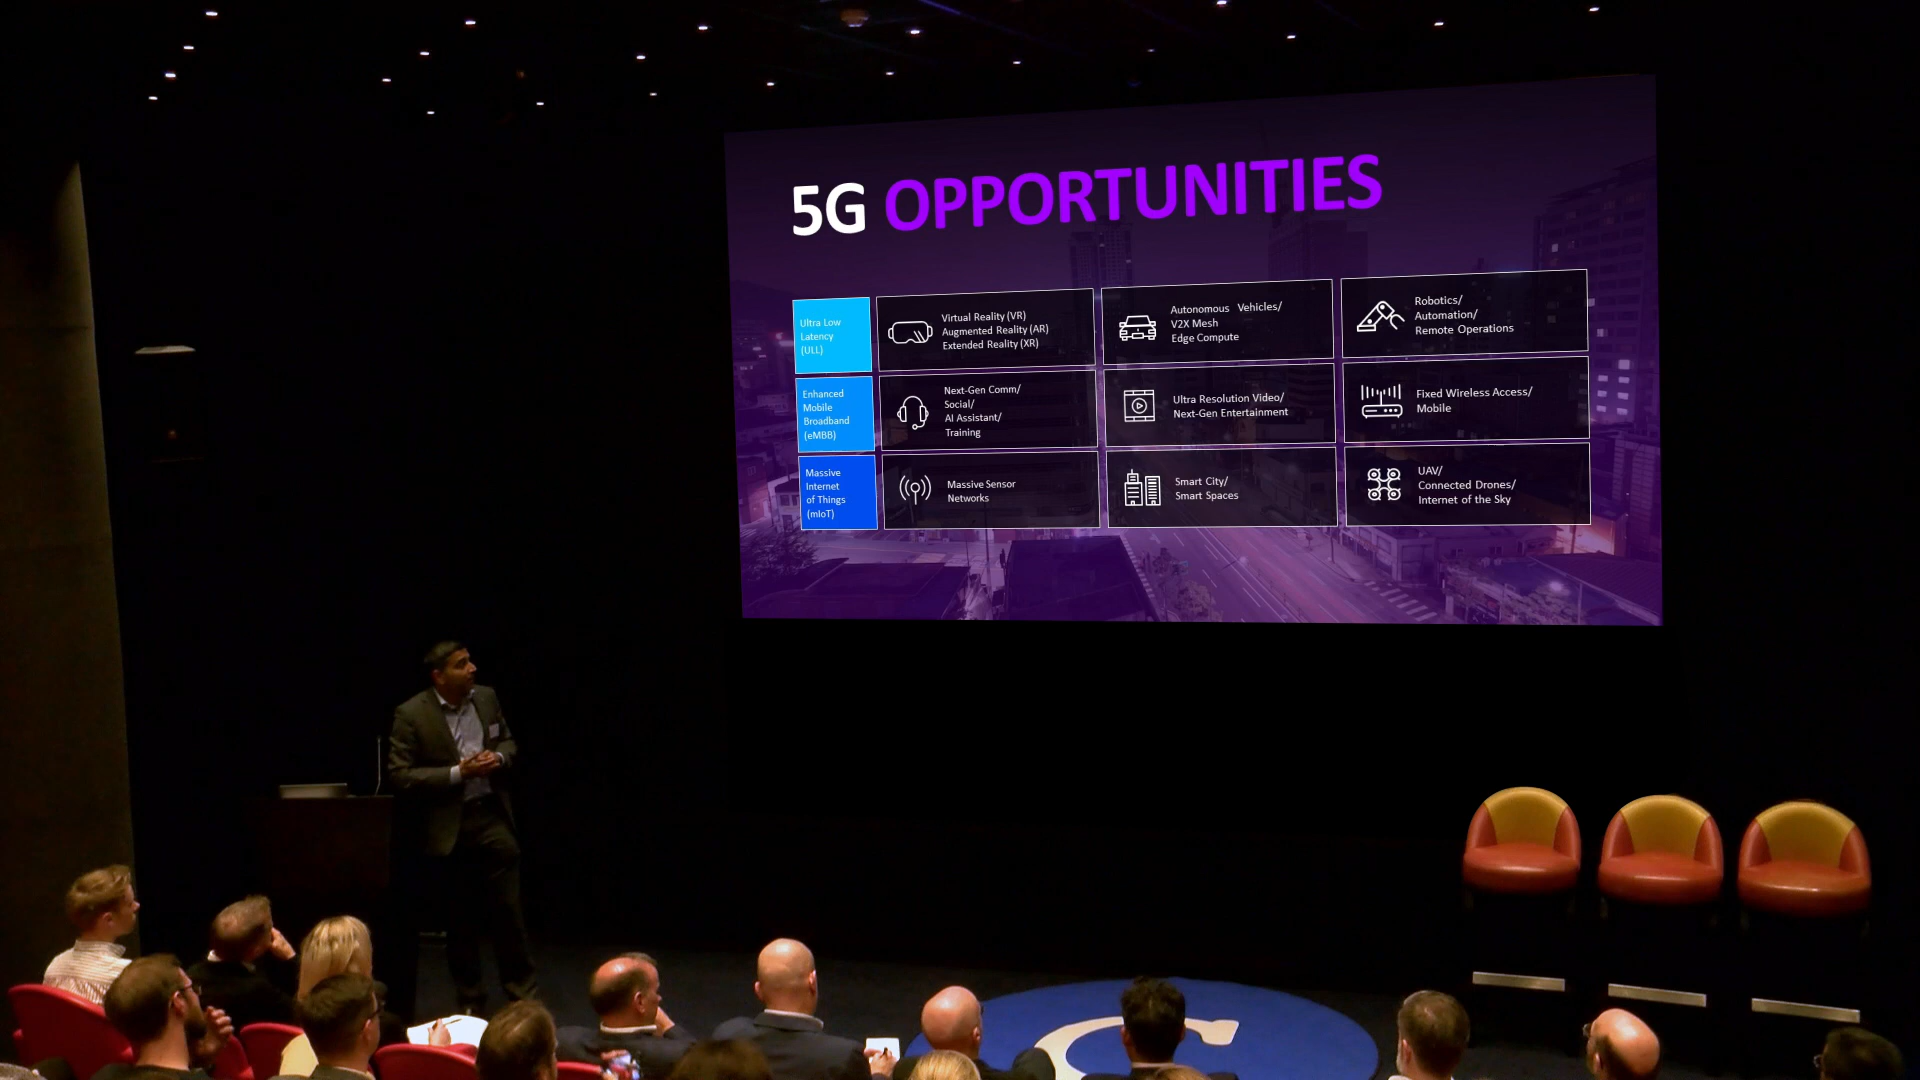 5G OPPORTUNITIES
Ultra Low
Latency
(ULL)
Virtual Reality (VR)
Augmented Reality (AR)
Extended Reality (XR)
Autonomous Vehicles/
V2X Mesh
Edge Compute
Robotics/
Automation/
Remote Operations
Enhanced
Mobile
Broadband
(eMBB)
Next-Gen Comm/
Social/
AI Assistant/
Training
Ultra Resolution Video/
Next-Gen Entertainment
Fixed Wireless Access/
Mobile
Massive
Internet
of Things
(mIoT)
Massive Sensor
Networks
Smart City/
Smart Spaces
UAV/
Connected Drones/
Internet of the Sky